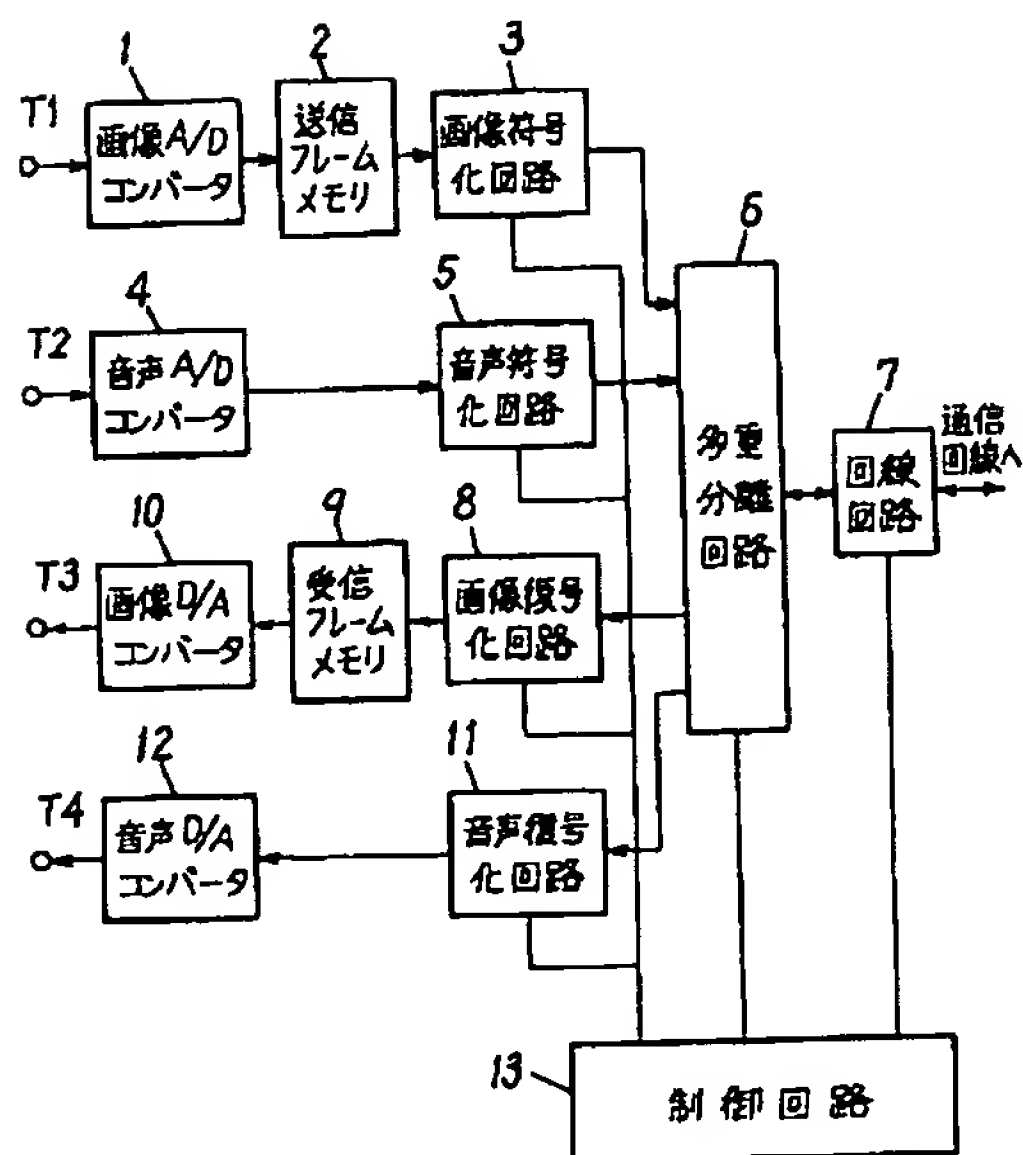 1
2
3
T1
画像A/D
コンバータ
送信
フレーム
メモリ
画像符号
化回路
6
4
5
T2
音声A/D
コンバータ
音声符号
化回路
7
多重
分離
回路
回線
回路
通信
回線へ
10
9
8
T3
画像D/A
コンバータ
受信
フレーム
メモリ
画像復号
化回路
12
11
T4
音声D/A
コンバータ
音声復号
化回路
13
制御回路